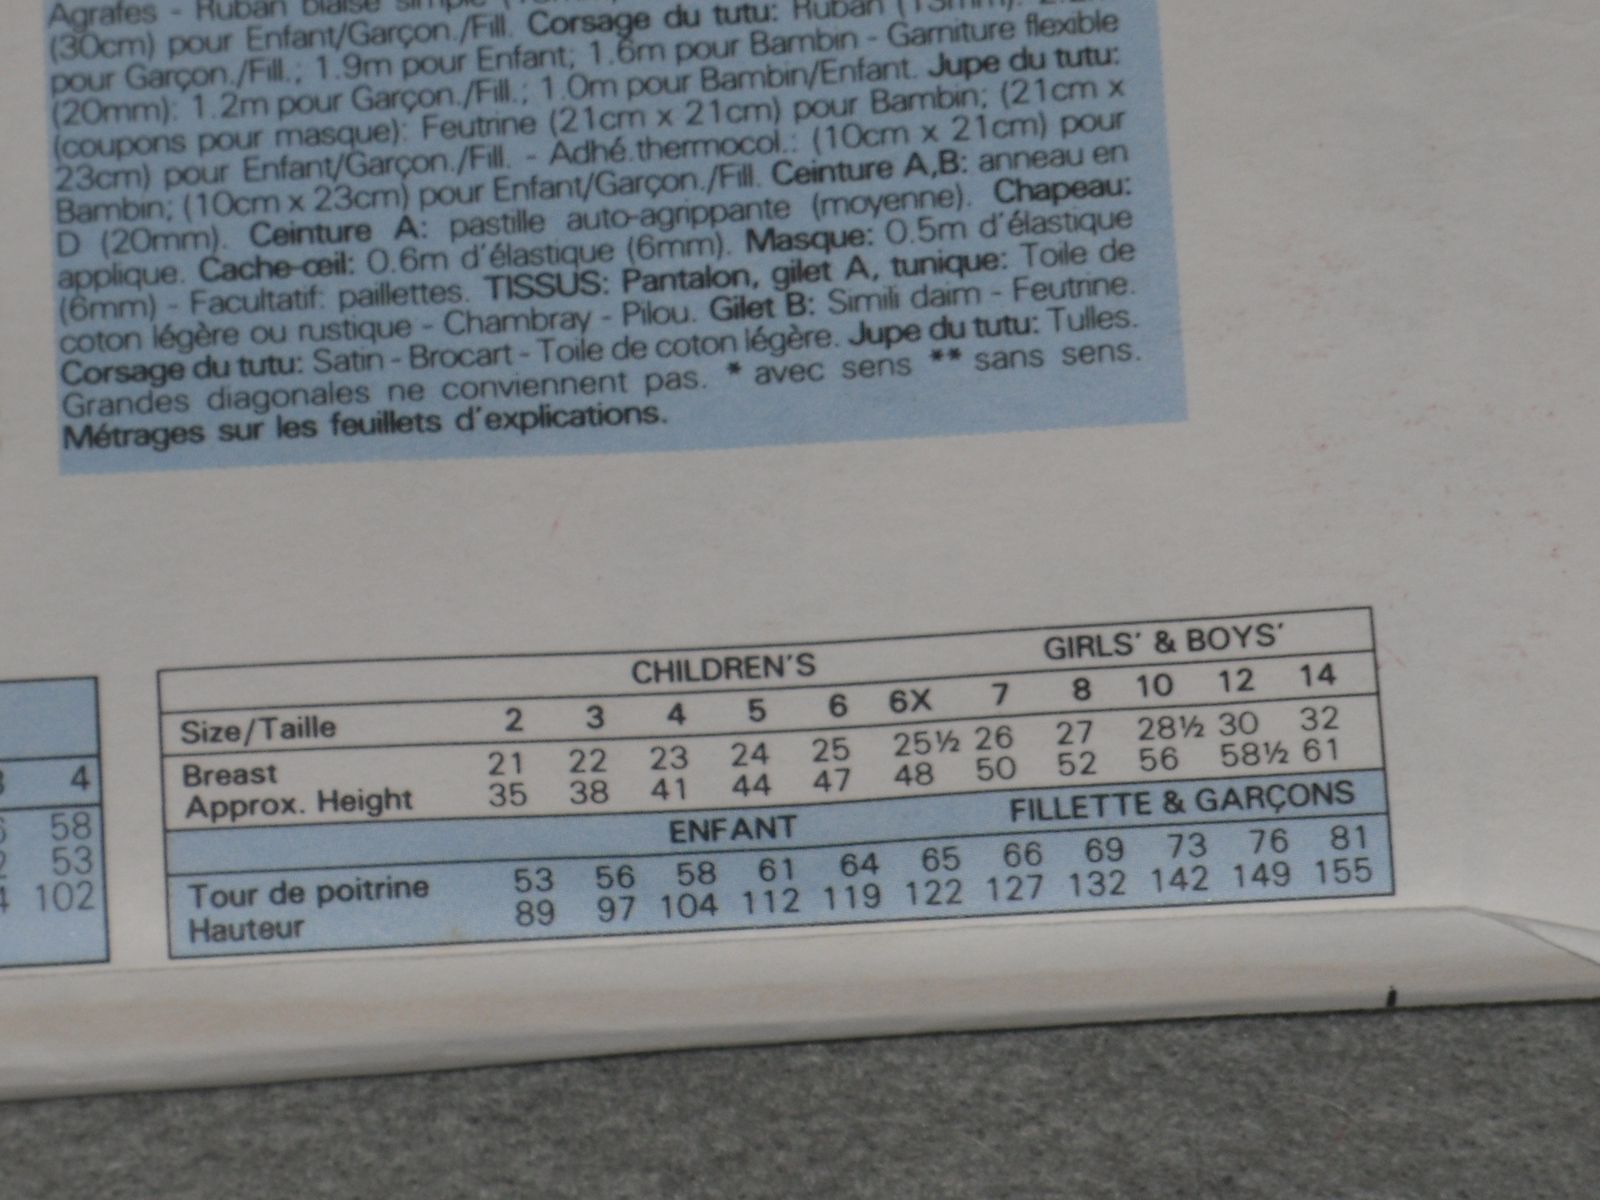 Agrafes - Ruban biaisé simple
(30cm) pour Enfant/Garçon./Fill. Corsage du tutu: Ruban (13mm):
pour Garçon./Fill.; 1.9m pour Enfant; 1.6m pour Bambin - Garniture flexible
(20mm): 1.2m pour Garçon./Fill.; 1.0m pour Bambin/Enfant. Jupe du tutu:
(coupons pour masque): Feutrine (21cm x 21cm) pour Bambin; (21cm x
23cm) pour Enfant/Garçon./Fill. - Adhé.thermocol.: (10cm x 21cm) pour
Bambin; (10cm x 23cm) pour Enfant/Garçon./Fill. Ceinture A,B: anneau en
D (20mm). Ceinture A: pastille auto-agrippante (moyenne). Chapeau:
applique. Cache-œil: 0.6m d'élastique (6mm). Masque: 0.5m d'élastique
(6mm) - Facultatif: paillettes. TISSUS: Pantalon, gilet A, tunique: Toile de
coton légère ou rustique - Chambray - Pilou. Gilet B: Simili daim - Feutrine.
Corsage du tutu: Satin - Brocart - Toile de coton légère. Jupe du tutu: Tulles.
Grandes diagonales ne conviennent pas. * avec sens ** sans sens.
Métrages sur les feuillets d'explications.
4
58
53
102
CHILDREN'S GIRLS' & BOYS'
Size/Taille 2 3 4 5 6 6X 7 8 10 12 14
Breast 21 22 23 24 25 25½ 26 27 28½ 30 32
Approx. Height 35 38 41 44 47 48 50 52 56 58½ 61
ENFANT FILLETTE & GARÇONS
Tour de poitrine 53 56 58 61 64 65 66 69 73 76 81
Hauteur 89 97 104 112 119 122 127 132 142 149 155